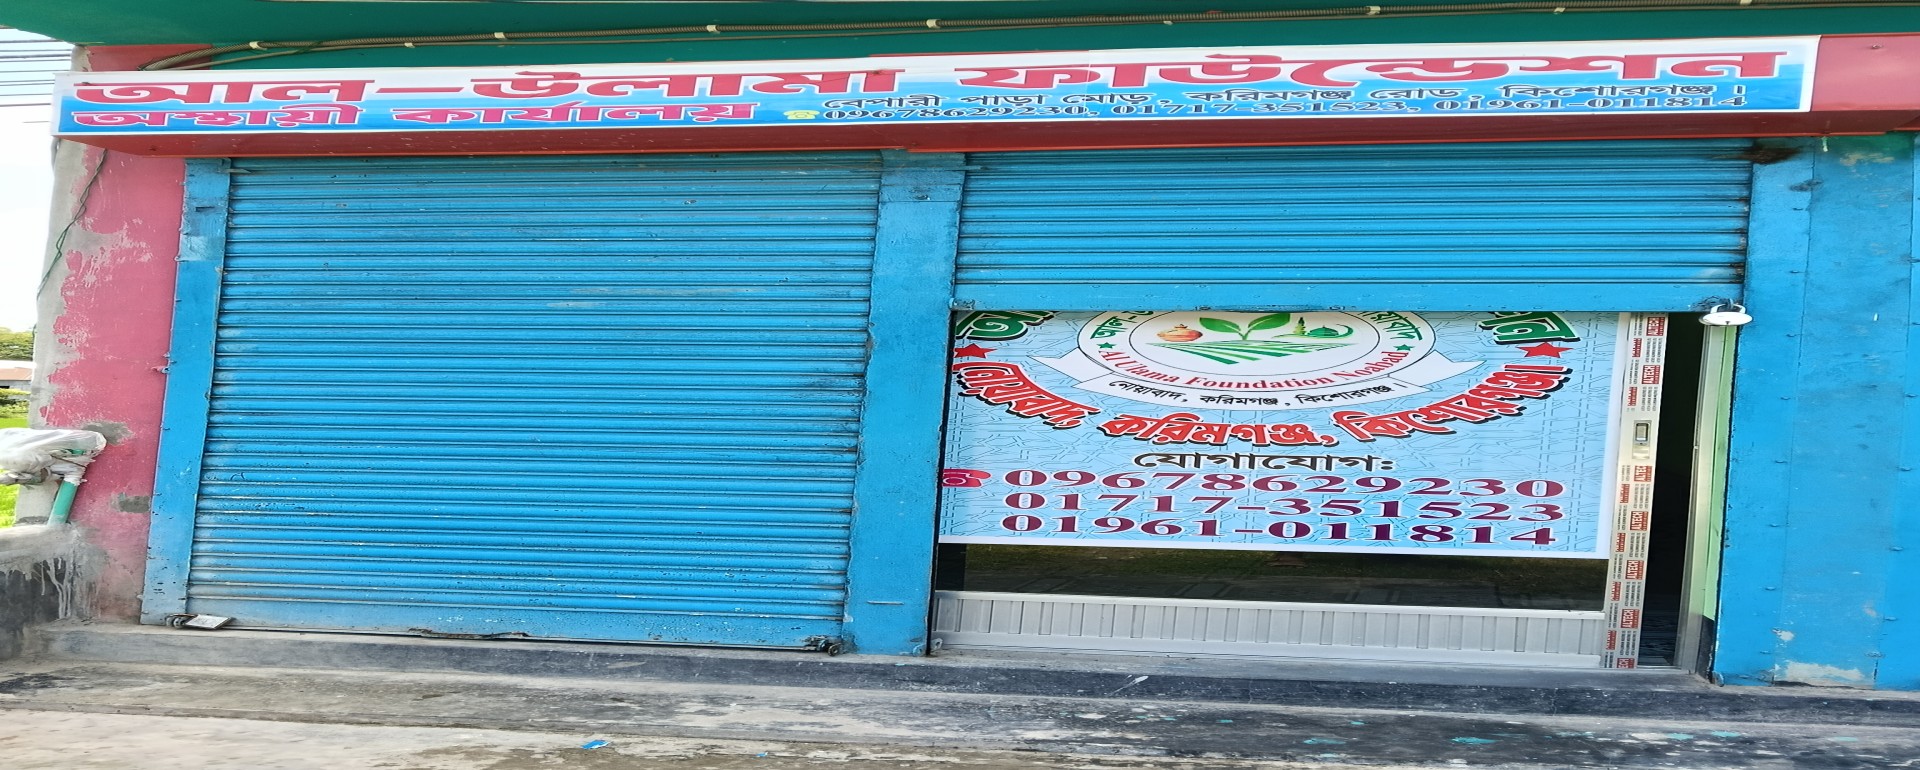 আল-উলামা ফাউন্ডেশন
অস্থায়ী কার্যালয়
বেপারী পাড়া মোড়, করিমগঞ্জ রোড, কিশোরগঞ্জ।
09678629230, 01717-351523, 01961-011814
Al Ulama Foundation Noabad
নোয়াবাদ, করিমগঞ্জ, কিশোরগঞ্জ।
নোয়াবাদ, করিমগঞ্জ, কিশোরগঞ্জ।
যোগাযোগঃ
09678629230
01717-351523
01961-011814
ALTECH